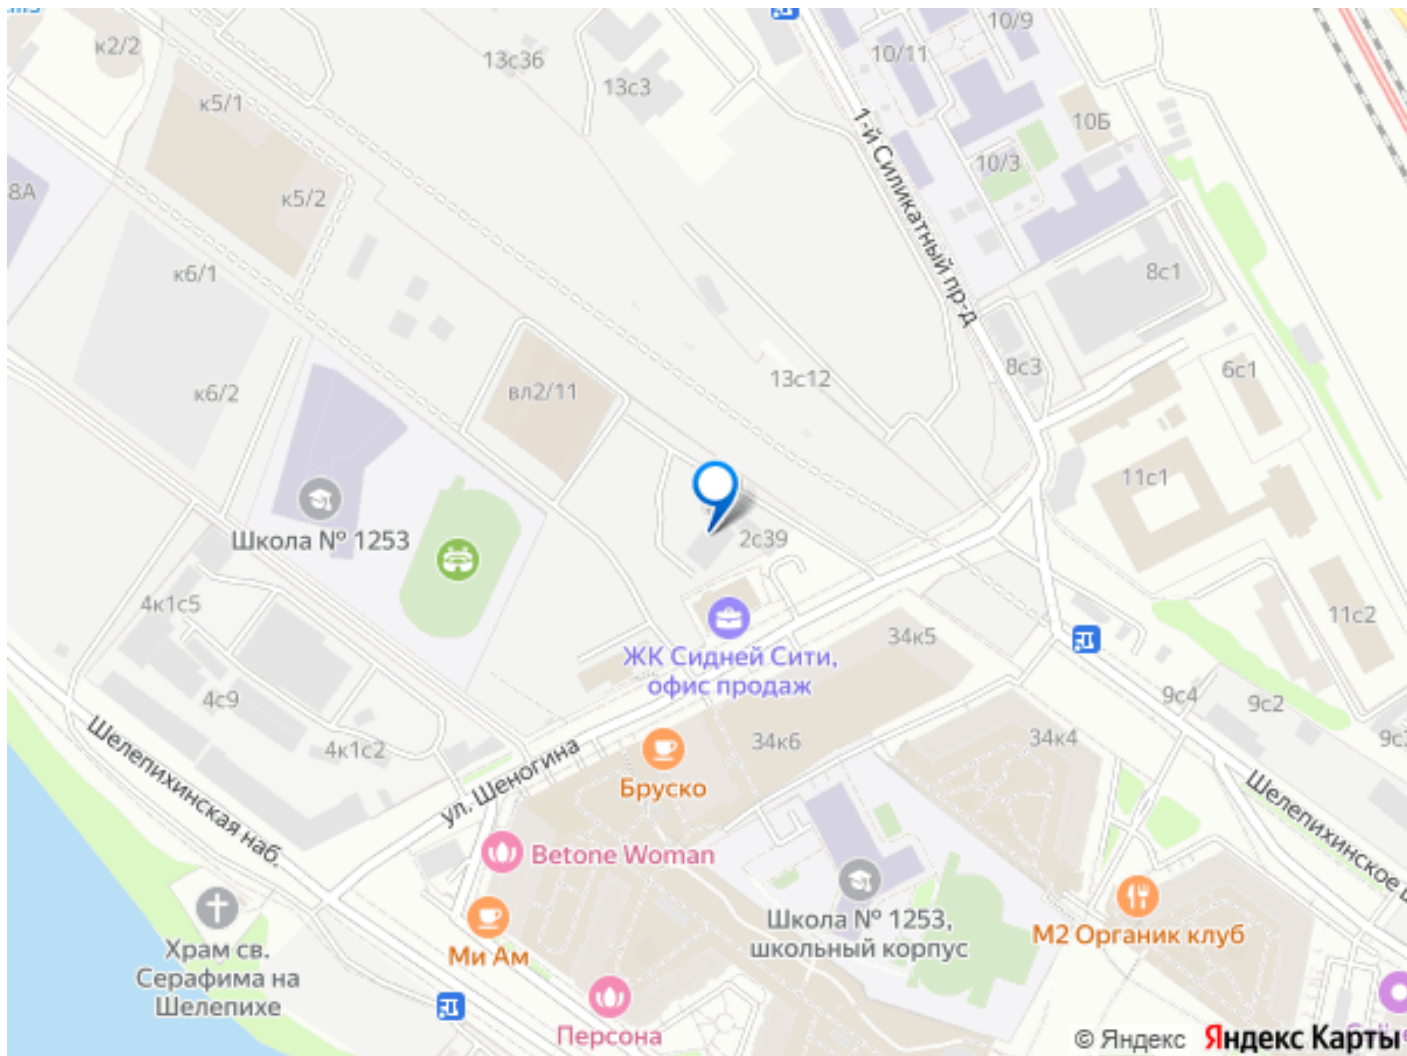 к2/2
13с36
10/9
10/11
13с3
к5/1
10Б
1-й Силикатный пр-д
10/3
8А
к5/2
к6/1
8с1
8с3
6с1
13с12
к6/2
вл2/11
11с1
Школа № 1253
2с39
4к1с5
11с2
34к5
ЖК Сидней Сити,
офис продаж
4с9
9с4
9с2
34к4
34к6
4к1с2
Шелепихинская наб.
ул. Шеногина
Бруско
Шелепихинское
Betone Woman
Школа № 1253,
школьный корпус
М2 Органик клуб
Храм св.
Серафима на
Шелепихе
Ми Ам
Персона
© Яндекс Яндекс Карты